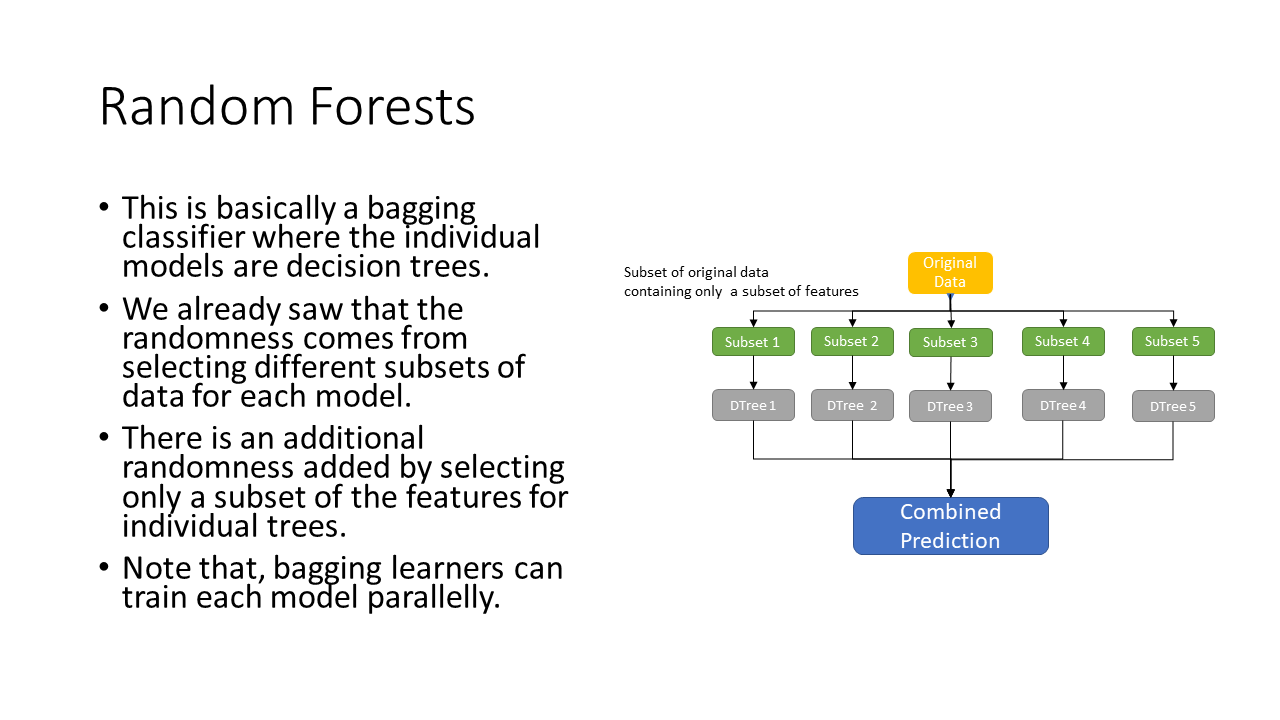 Random Forests
• This is basically a bagging
classifier where the individual
models are decision trees.
• We already saw that the
randomness comes from
selecting different subsets of
data for each model.
• There is an additional
randomness added by selecting
only a subset of the features for
individual trees.
• Note that, bagging learners can
train each model parallelly.
Subset of original data
containing only a subset of features
Original
Data
Subset 1
Subset 2
Subset 3
Subset 4
Subset 5
DTree 1
DTree 2
DTree 3
DTree 4
DTree 5
Combined
Prediction